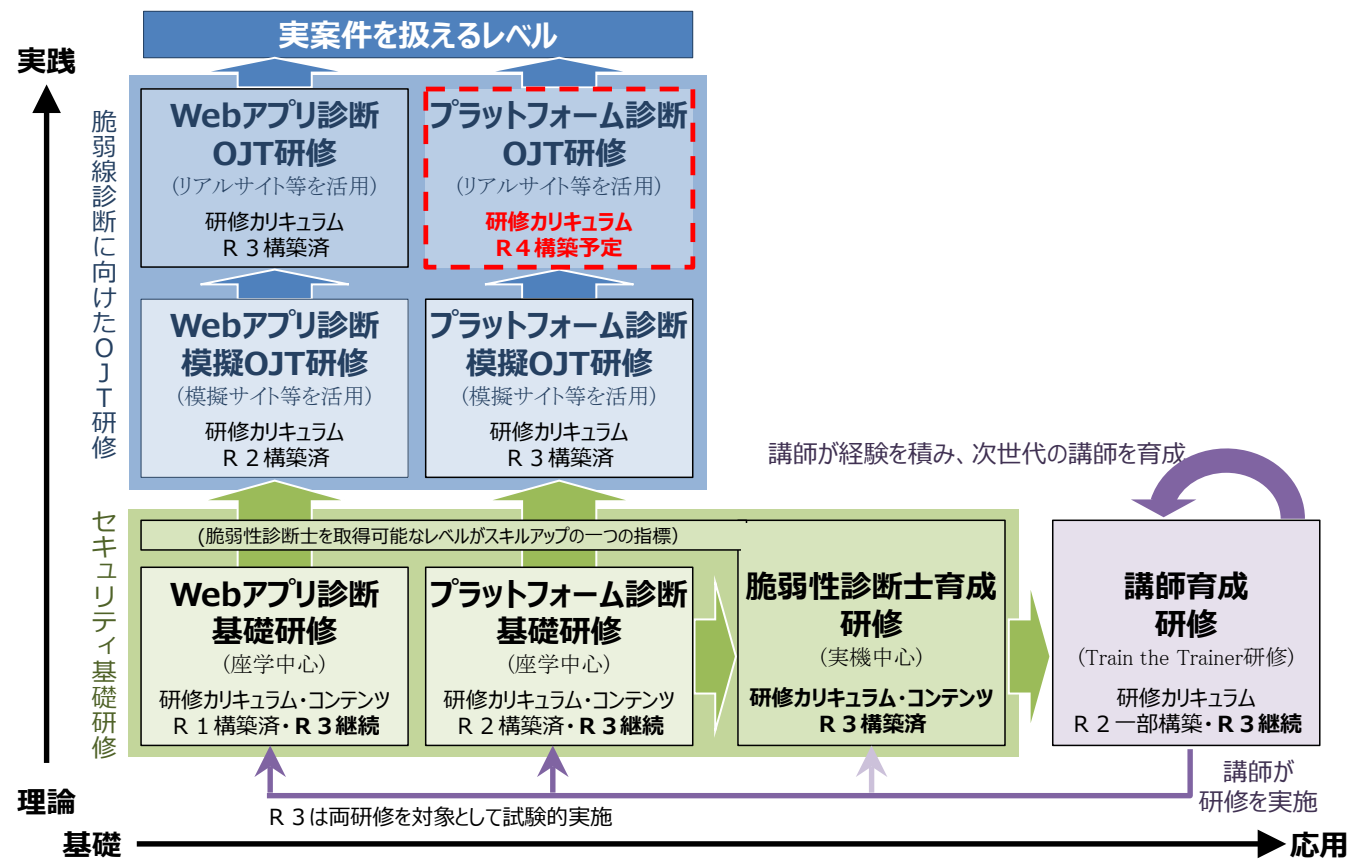 実案件を扱えるレベル
実践
脆弱線診断に向けたOJT研修
Webアプリ診断
OJT研修
(リアルサイト等を活用)
研修カリキュラム
R3構築済
プラットフォーム診断
OJT研修
(リアルサイト等を活用)
研修カリキュラム
R4構築予定
Webアプリ診断
模擬OJT研修
(模擬サイト等を活用)
研修カリキュラム
R2構築済
プラットフォーム診断
模擬OJT研修
(模擬サイト等を活用)
研修カリキュラム
R3構築済
講師が経験を積み、次世代の講師を育成
セキュリティ基礎研修
(脆弱性診断士を取得可能なレベルがスキルアップの一つの指標)
Webアプリ診断
基礎研修
(座学中心)
研修カリキュラム・コンテンツ
R1構築済・R3継続
プラットフォーム診断
基礎研修
(座学中心)
研修カリキュラム・コンテンツ
R2構築済・R3継続
脆弱性診断士育成
研修
(実機中心)
研修カリキュラム・コンテンツ
R3構築済
講師育成
研修
(Train the Trainer研修)
研修カリキュラム
R2一部構築・R3継続
講師が
研修を実施
R3は両研修を対象として試験的実施
理論
基礎
応用